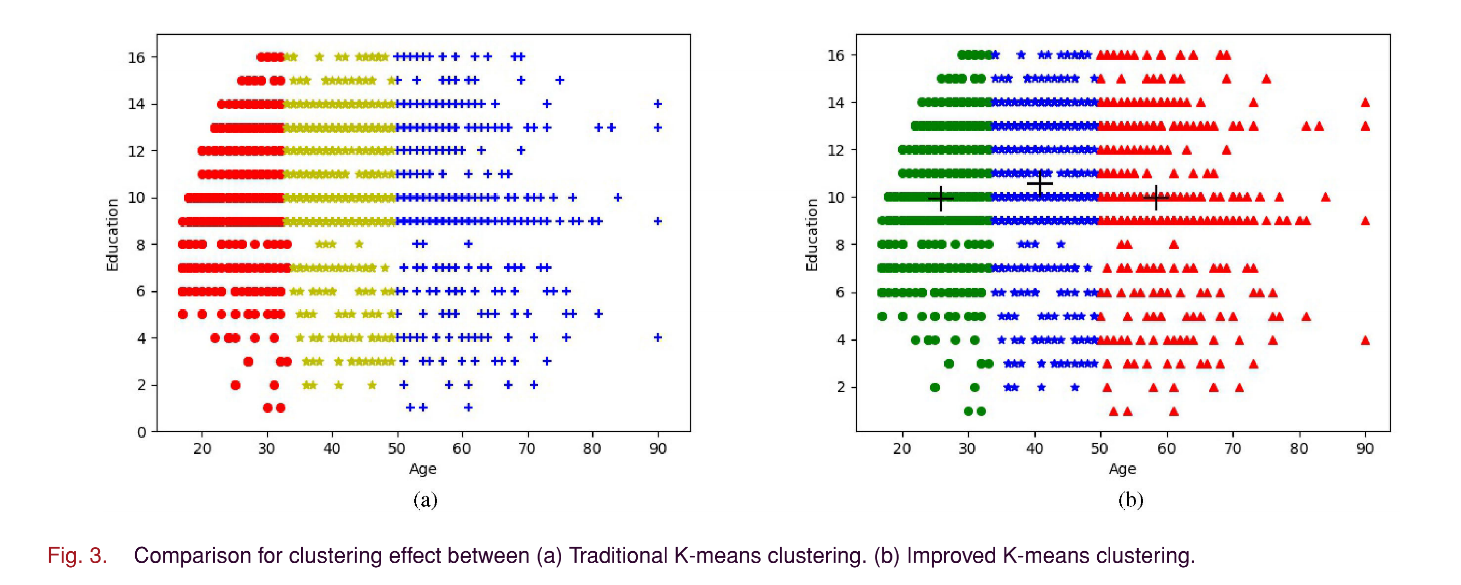 16
14
12
10
8
6
4
2
0
Education
20 30 40 50 60 70 80 90
Age
(a)
16
14
12
10
8
6
4
2
Education
20 30 40 50 60 70 80 90
Age
(b)
Fig. 3. Comparison for clustering effect between (a) Traditional K-means clustering. (b) Improved K-means clustering.